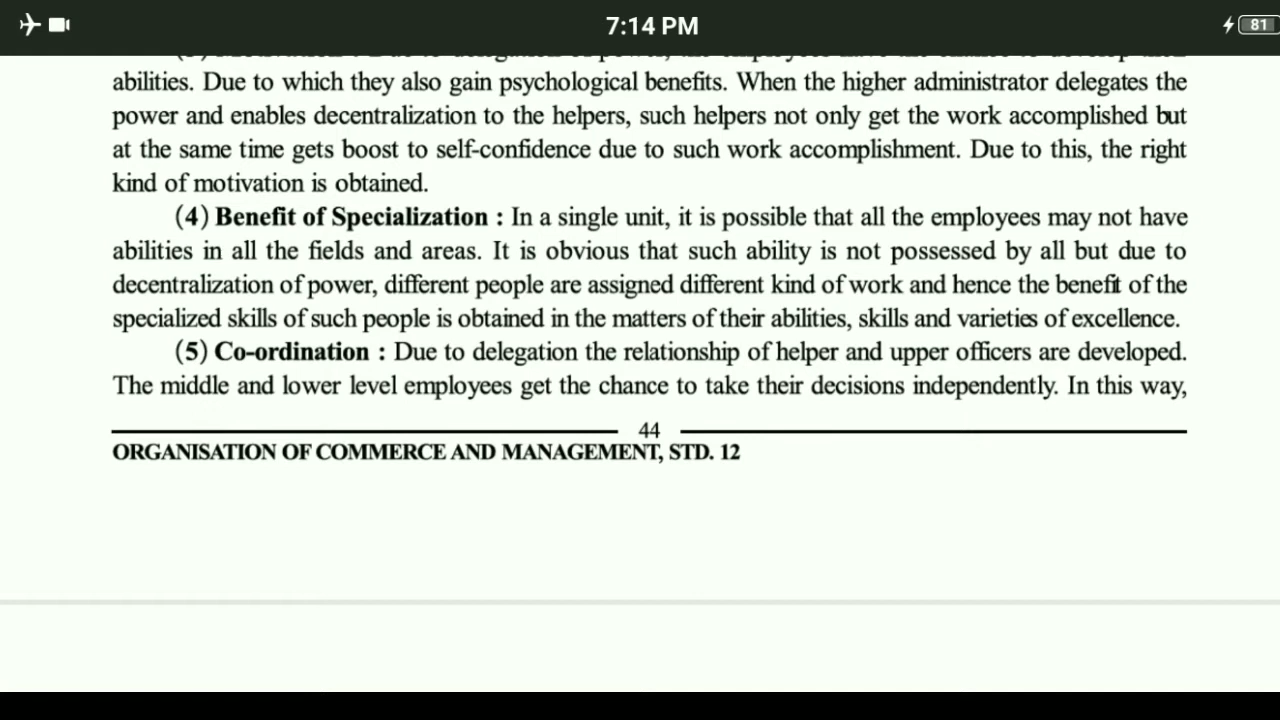 7:14 PM
81
abilities. Due to which they also gain psychological benefits. When the higher administrator delegates the
power and enables decentralization to the helpers, such helpers not only get the work accomplished but
at the same time gets boost to self-confidence due to such work accomplishment. Due to this, the right
kind of motivation is obtained.
(4) Benefit of Specialization : In a single unit, it is possible that all the employees may not have
abilities in all the fields and areas. It is obvious that such ability is not possessed by all but due to
decentralization of power, different people are assigned different kind of work and hence the benefit of the
specialized skills of such people is obtained in the matters of their abilities, skills and varieties of excellence.
(5) Co-ordination : Due to delegation the relationship of helper and upper officers are developed.
The middle and lower level employees get the chance to take their decisions independently. In this way,
44
ORGANISATION OF COMMERCE AND MANAGEMENT, STD. 12